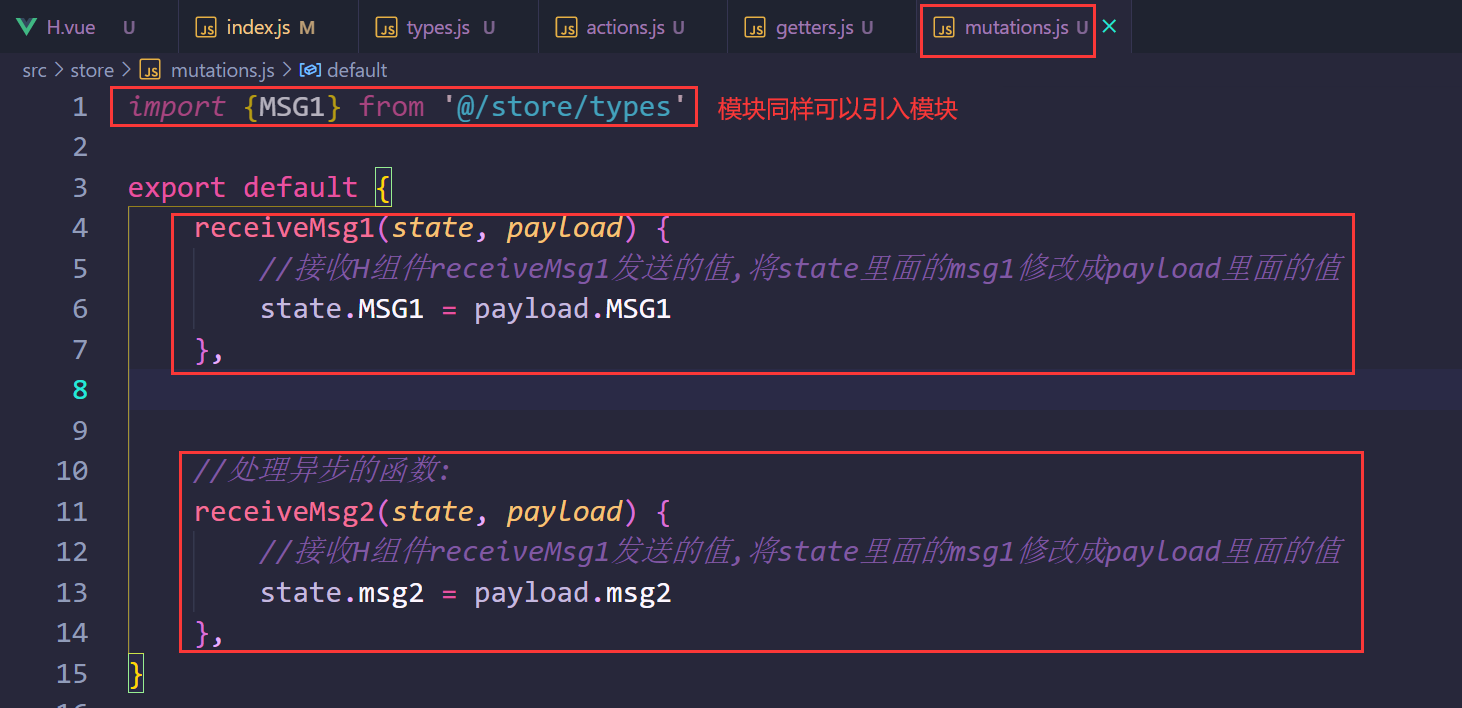 H.vue U JS index.js M JS types.js U JS actions.js U JS getters.js U JS mutations.js U ×
src > store > JS mutations.js > default
1 import {MSG1} from '@/store/types' 模块同样可以引入模块
2
3 export default {
4 receiveMsg1(state, payload) {
5 //接收H组件receiveMsg1发送的值,将state里面的msg1修改成payload里面的值
6 state.MSG1 = payload.MSG1
7 },
8
9
10 //处理异步的函数:
11 receiveMsg2(state, payload) {
12 //接收H组件receiveMsg1发送的值,将state里面的msg1修改成payload里面的值
13 state.msg2 = payload.msg2
14 },
15 }
16